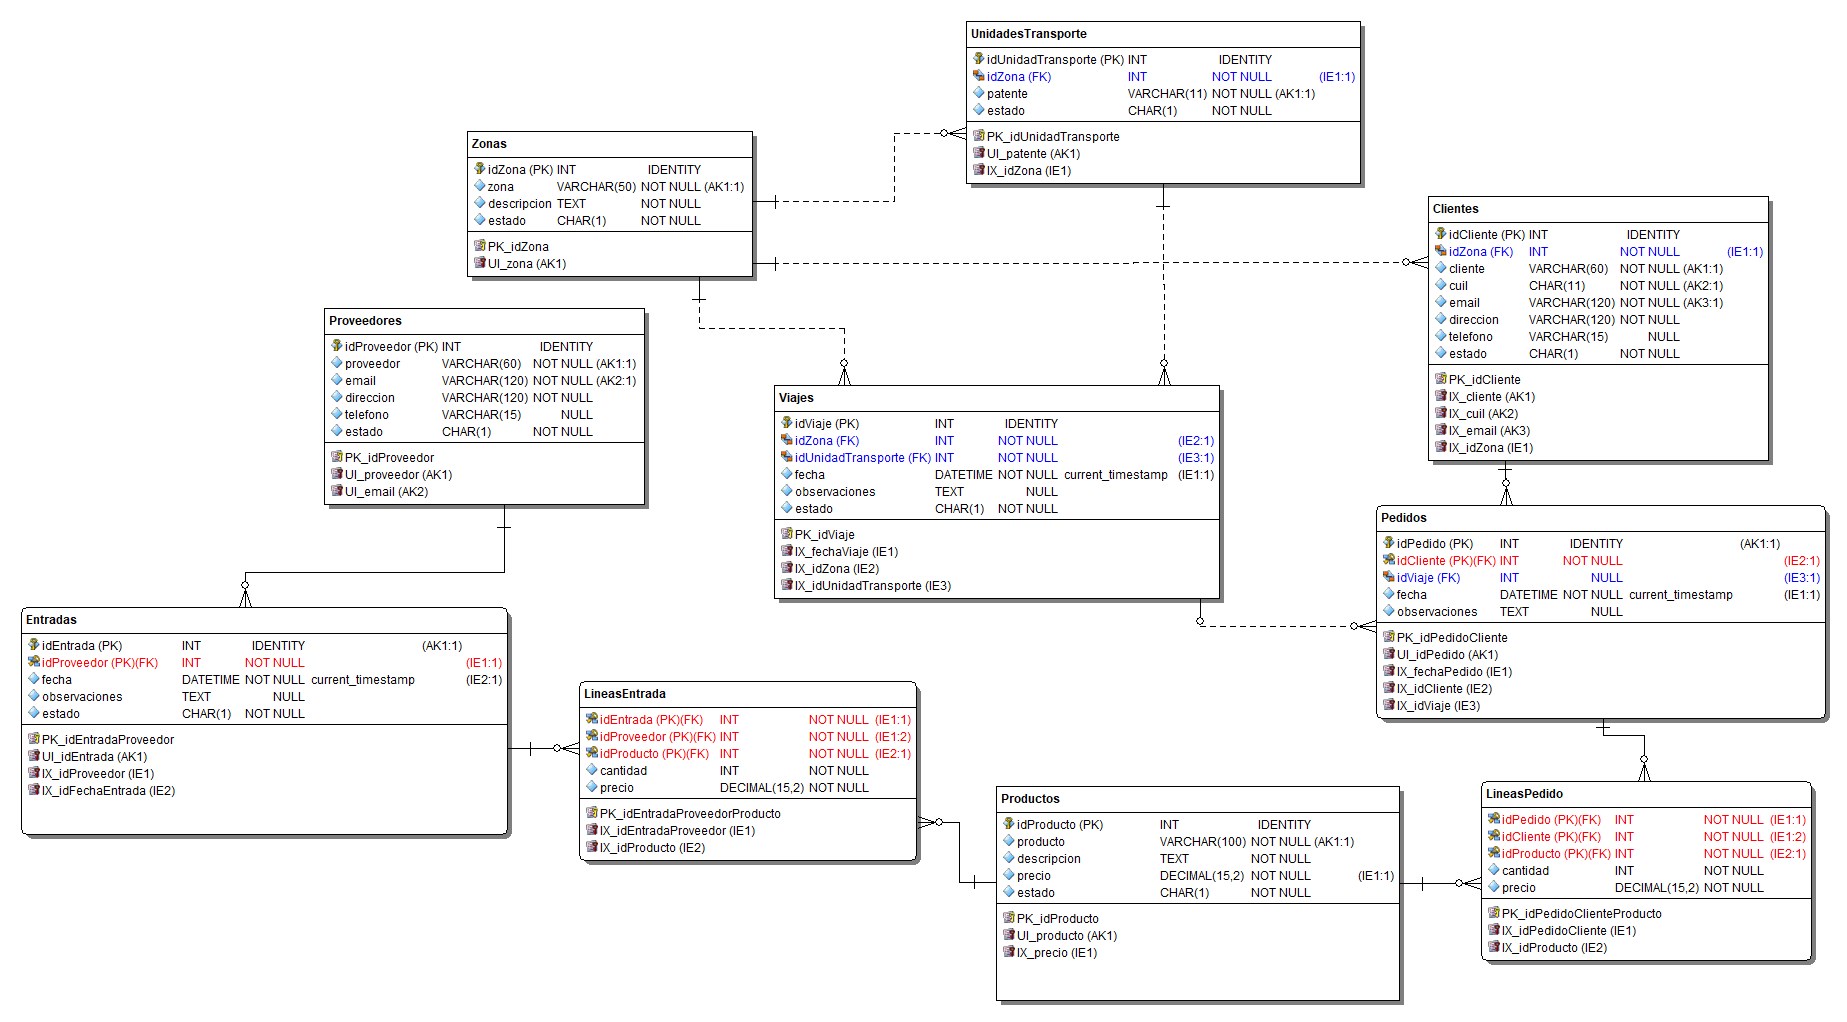 UnidadesTransporte
idUnidadTransporte (PK) INT IDENTITY
idZona (FK) INT NOT NULL (IE1:1)
patente VARCHAR(11) NOT NULL (AK1:1)
estado CHAR(1) NOT NULL
PK_idUnidadTransporte
UI_patente (AK1)
IX_idZona (IE1)
Zonas
idZona (PK) INT IDENTITY
zona VARCHAR(50) NOT NULL (AK1:1)
descripcion TEXT NOT NULL
estado CHAR(1) NOT NULL
PK_idZona
UI_zona (AK1)
Clientes
idCliente (PK) INT IDENTITY
idZona (FK) INT NOT NULL (IE1:1)
cliente VARCHAR(60) NOT NULL (AK1:1)
cuil CHAR(11) NOT NULL (AK2:1)
email VARCHAR(120) NOT NULL (AK3:1)
direccion VARCHAR(120) NOT NULL
telefono VARCHAR(15) NULL
estado CHAR(1) NOT NULL
PK_idCliente
IX_cliente (AK1)
IX_cuil (AK2)
IX_email (AK3)
IX_idZona (IE1)
Proveedores
idProveedor (PK) INT IDENTITY
proveedor VARCHAR(60) NOT NULL (AK1:1)
email VARCHAR(120) NOT NULL (AK2:1)
direccion VARCHAR(120) NOT NULL
telefono VARCHAR(15) NULL
estado CHAR(1) NOT NULL
PK_idProveedor
UI_proveedor (AK1)
UI_email (AK2)
Viajes
idViaje (PK) INT IDENTITY
idZona (FK) INT NOT NULL (IE2:1)
idUnidadTransporte (FK) INT NOT NULL (IE3:1)
fecha DATETIME NOT NULL current_timestamp (IE1:1)
observaciones TEXT NULL
estado CHAR(1) NOT NULL
PK_idViaje
IX_fechaViaje (IE1)
IX_idZona (IE2)
IX_idUnidadTransporte (IE3)
Pedidos
idPedido (PK) INT IDENTITY (AK1:1)
idCliente (PK)(FK) INT NOT NULL (IE2:1)
idViaje (FK) INT NULL (IE3:1)
fecha DATETIME NOT NULL current_timestamp (IE1:1)
observaciones TEXT NULL
PK_idPedidoCliente
UI_idPedido (AK1)
IX_fechaPedido (IE1)
IX_idCliente (IE2)
IX_idViaje (IE3)
Entradas
idEntrada (PK) INT IDENTITY (AK1:1)
idProveedor (PK)(FK) INT NOT NULL (IE1:1)
fecha DATETIME NOT NULL current_timestamp (IE2:1)
observaciones TEXT NULL
estado CHAR(1) NOT NULL
PK_idEntradaProveedor
UI_idEntrada (AK1)
IX_idProveedor (IE1)
IX_idFechaEntrada (IE2)
LineasEntrada
idEntrada (PK)(FK) INT NOT NULL (IE1:1)
idProveedor (PK)(FK) INT NOT NULL (IE1:2)
idProducto (PK)(FK) INT NOT NULL (IE2:1)
cantidad INT NOT NULL
precio DECIMAL(15,2) NOT NULL
PK_idEntradaProveedorProducto
IX_idEntradaProveedor (IE1)
IX_idProducto (IE2)
Productos
idProducto (PK) INT IDENTITY
producto VARCHAR(100) NOT NULL (AK1:1)
descripcion TEXT NOT NULL
precio DECIMAL(15,2) NOT NULL (IE1:1)
estado CHAR(1) NOT NULL
PK_idProducto
UI_producto (AK1)
IX_precio (IE1)
LineasPedido
idPedido (PK)(FK) INT NOT NULL (IE1:1)
idCliente (PK)(FK) INT NOT NULL (IE1:2)
idProducto (PK)(FK) INT NOT NULL (IE2:1)
cantidad INT NOT NULL
precio DECIMAL(15,2) NOT NULL
PK_idPedidoClienteProducto
IX_idPedidoCliente (IE1)
IX_idProducto (IE2)